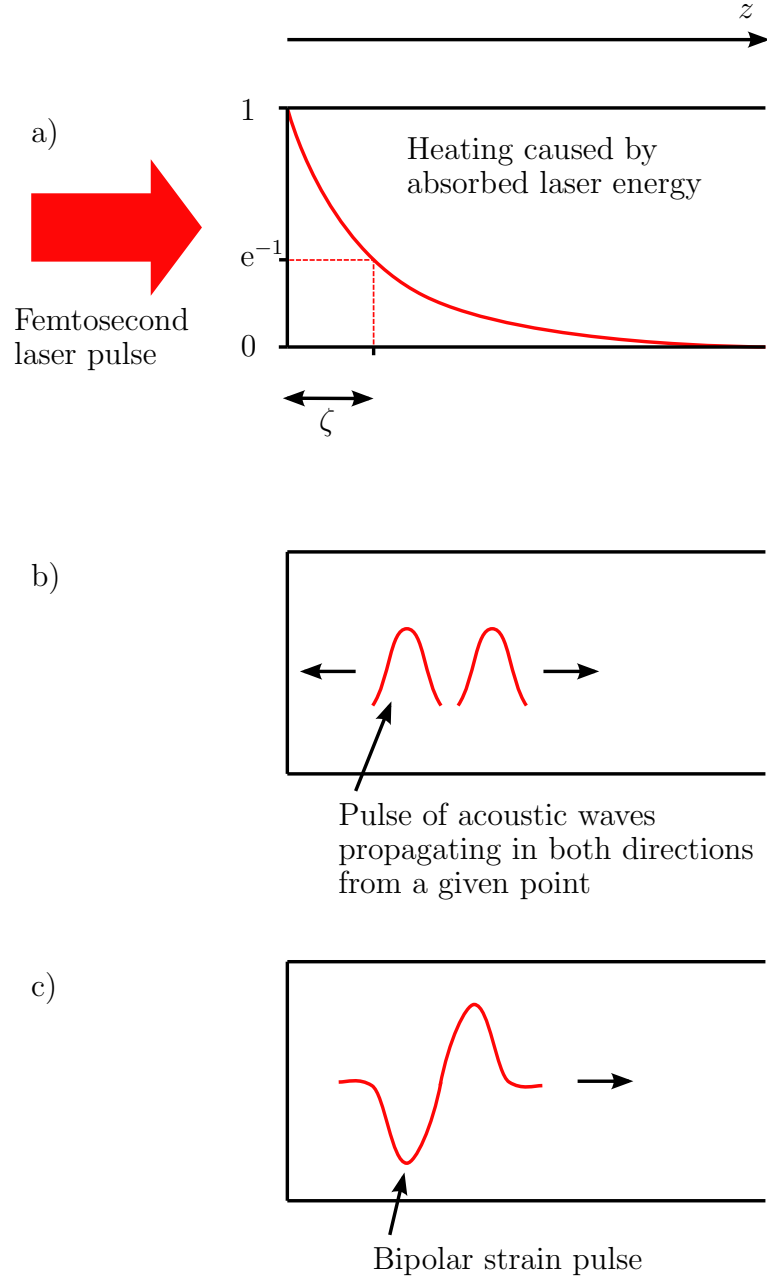 z
a)
1
Heating caused by
absorbed laser energy
e⁻¹
Femtosecond
laser pulse
0
ζ
b)
Pulse of acoustic waves
propagating in both directions
from a given point
c)
Bipolar strain pulse